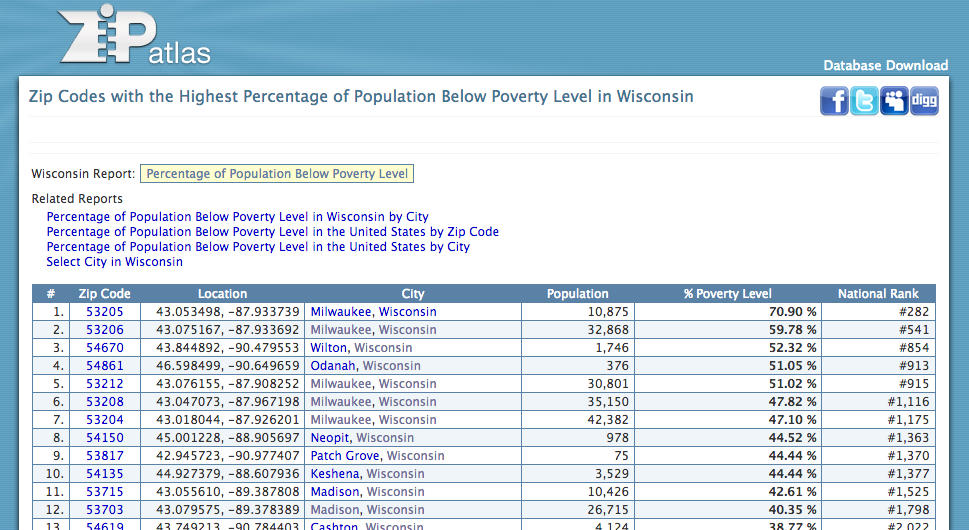 ZiP atlas
Database Download
Zip Codes with the Highest Percentage of Population Below Poverty Level in Wisconsin
digg
Wisconsin Report: Percentage of Population Below Poverty Level
Related Reports
Percentage of Population Below Poverty Level in Wisconsin by City
Percentage of Population Below Poverty Level in the United States by Zip Code
Percentage of Population Below Poverty Level in the United States by City
Select City in Wisconsin
# Zip Code Location City Population % Poverty Level National Rank
1. 53205 43.053498, -87.933739 Milwaukee, Wisconsin 10,875 70.90 % #282
2. 53206 43.075167, -87.933692 Milwaukee, Wisconsin 32,868 59.78 % #541
3. 54670 43.844892, -90.479553 Wilton, Wisconsin 1,746 52.32 % #854
4. 54861 46.598499, -90.649659 Odanah, Wisconsin 376 51.05 % #913
5. 53212 43.076155, -87.908252 Milwaukee, Wisconsin 30,801 51.02 % #915
6. 53208 43.047073, -87.967198 Milwaukee, Wisconsin 35,150 47.82 % #1,116
7. 53204 43.018044, -87.926201 Milwaukee, Wisconsin 42,382 47.10 % #1,175
8. 54150 45.001228, -88.905697 Neopit, Wisconsin 978 44.52 % #1,363
9. 53817 42.945723, -90.977407 Patch Grove, Wisconsin 75 44.44 % #1,370
10. 54135 44.927379, -88.607936 Keshena, Wisconsin 3,529 44.44 % #1,377
11. 53715 43.055610, -89.387808 Madison, Wisconsin 10,426 42.61 % #1,525
12. 53703 43.079575, -89.378389 Madison, Wisconsin 26,715 40.35 % #1,798
13. 54619 43.749213, -90.784403 Cashton, Wisconsin 4,124 38.77 % #2,022